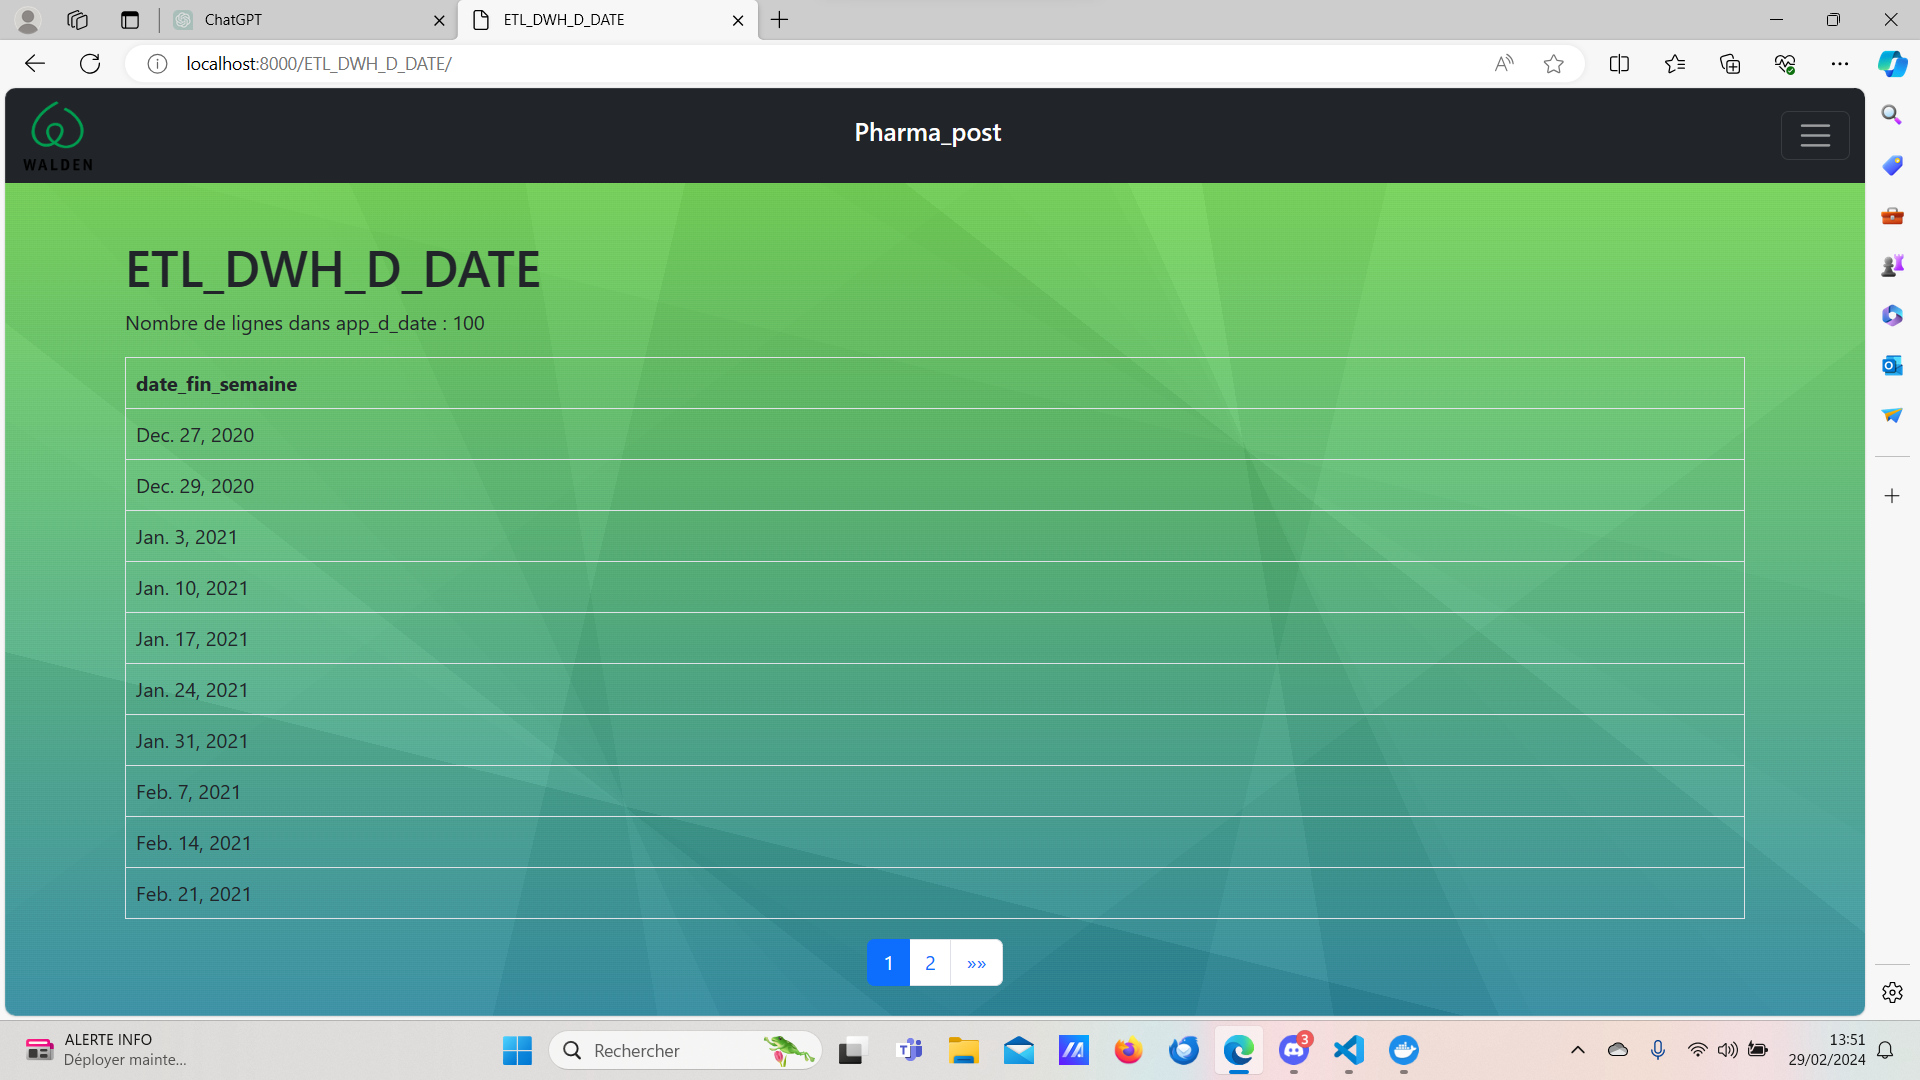 ChatGPT
ETL_DWH_D_DATE
localhost:8000/ETL_DWH_D_DATE/
WALDEN
Pharma_post
ETL_DWH_D_DATE
Nombre de lignes dans app_d_date : 100
date_fin_semaine
Dec. 27, 2020
Dec. 29, 2020
Jan. 3, 2021
Jan. 10, 2021
Jan. 17, 2021
Jan. 24, 2021
Jan. 31, 2021
Feb. 7, 2021
Feb. 14, 2021
Feb. 21, 2021
1 2 »»
ALERTE INFO
Déployer mainte...
Rechercher
3
13:51
29/02/2024